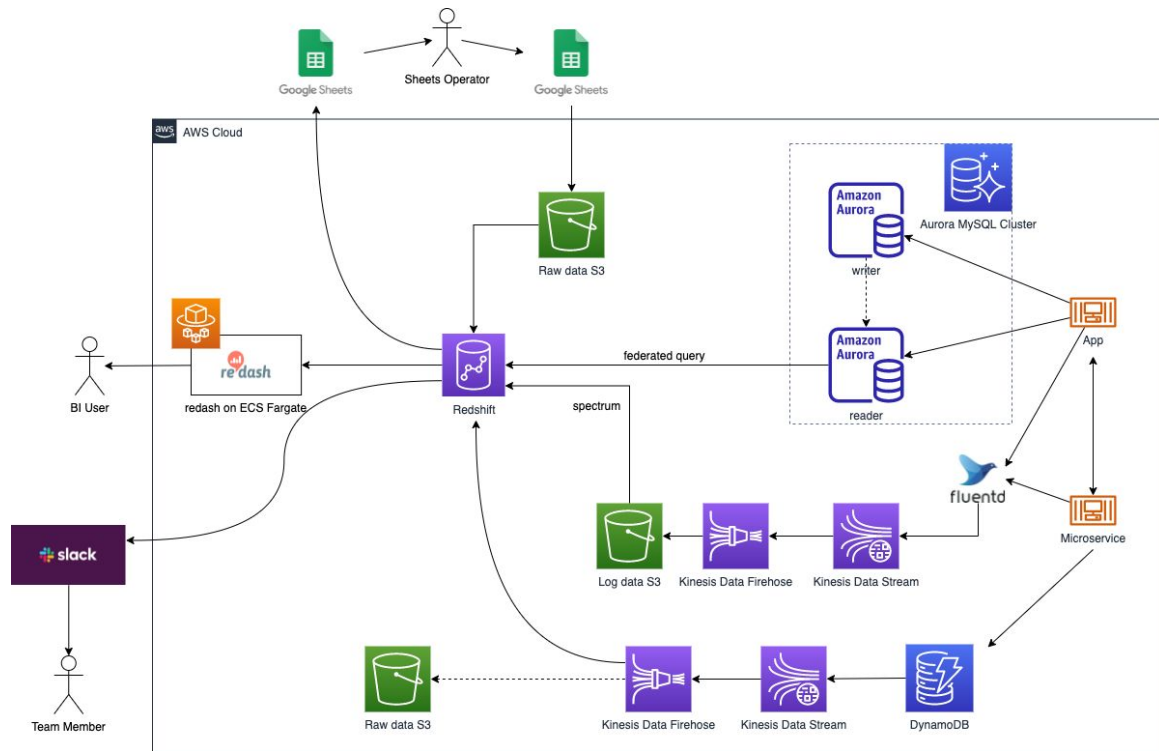 Google Sheets
Sheets Operator
Google Sheets
aws
AWS Cloud
Raw data S3
Amazon
Aurora
Aurora MySQL Cluster
writer
App
Amazon
Aurora
reader
federated query
spectrum
re:dash
redash on ECS Fargate
BI User
Redshift
fluentd
Microservice
slack
Log data S3
Kinesis Data Firehose
Kinesis Data Stream
Team Member
Raw data S3
Kinesis Data Firehose
Kinesis Data Stream
DynamoDB